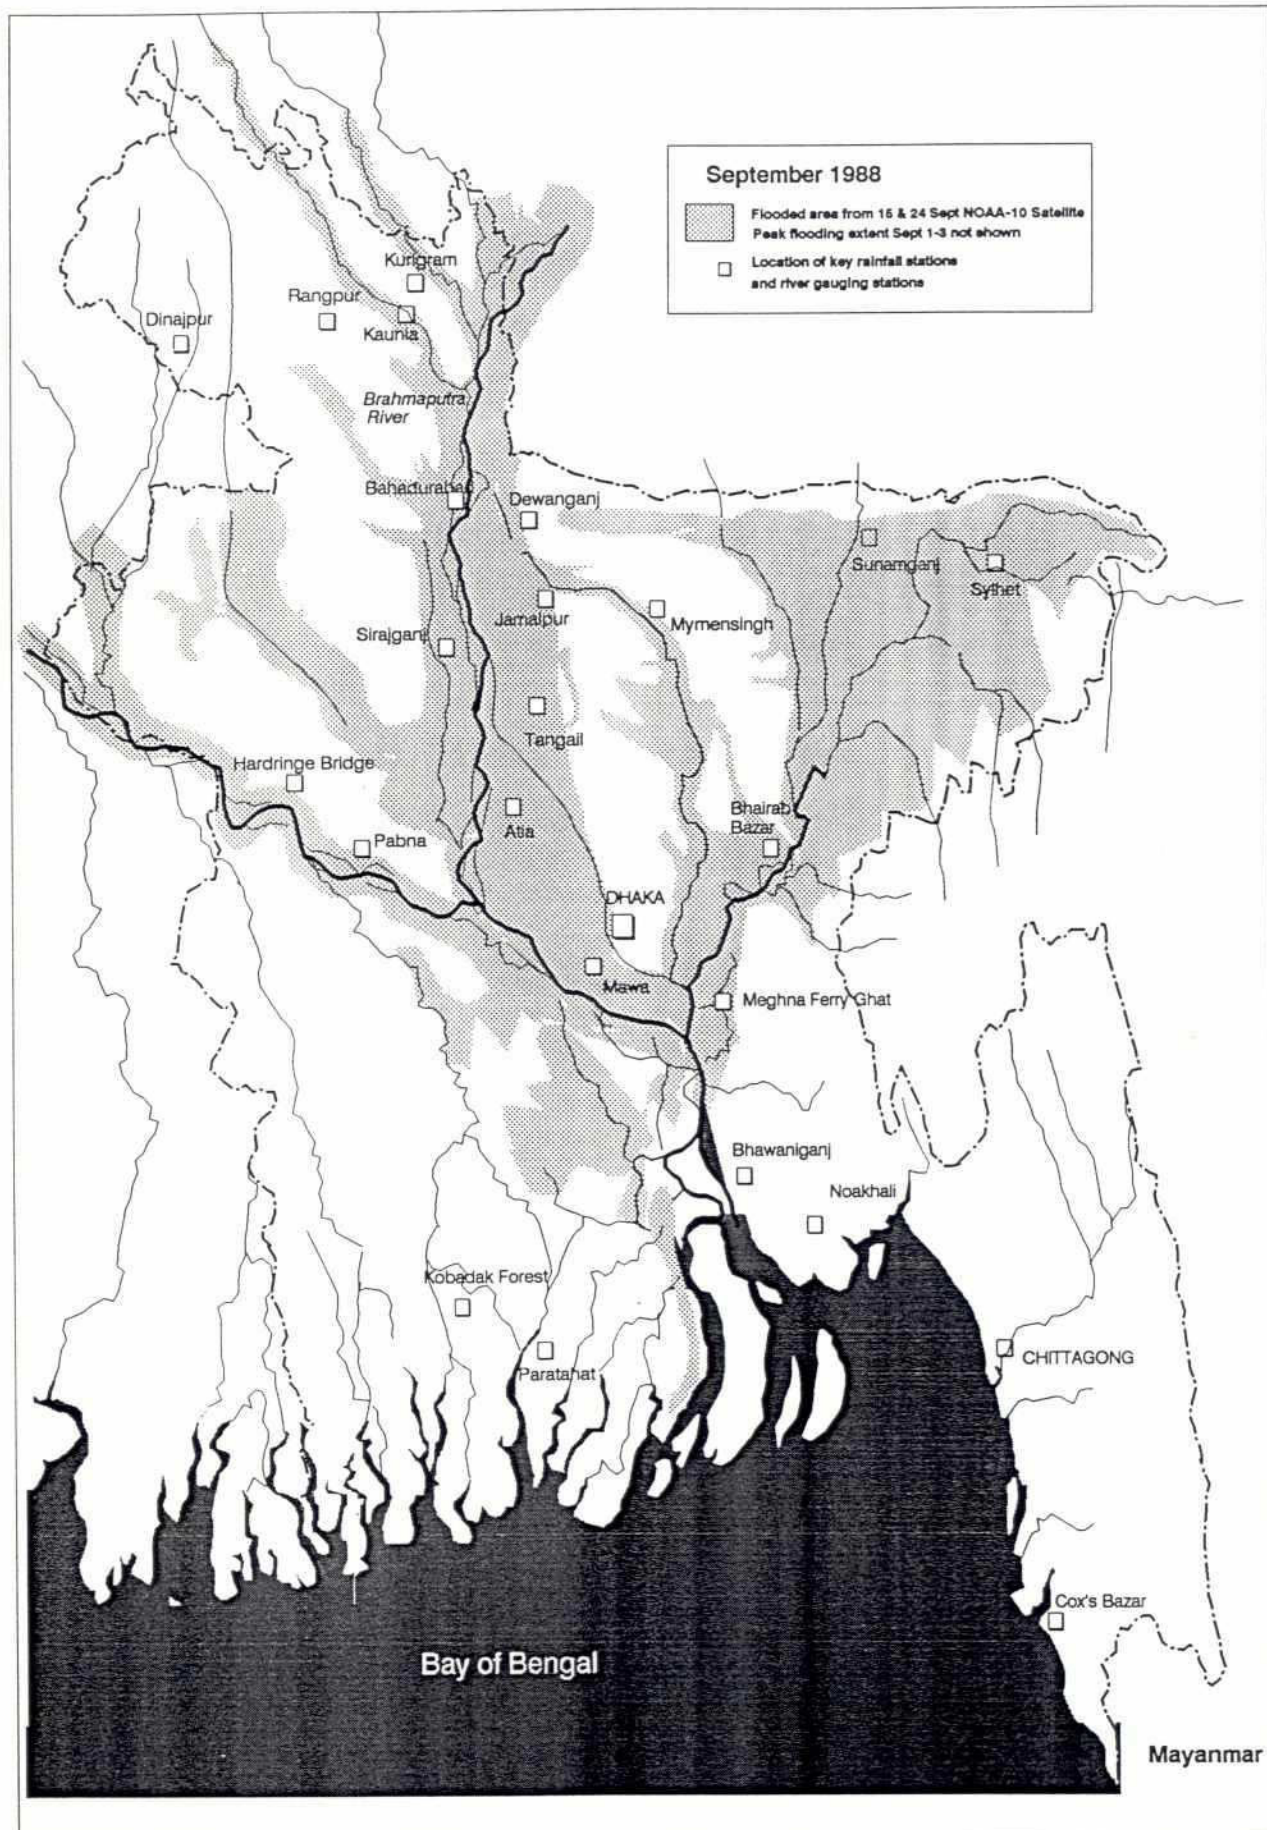 September 1988
Flooded area from 15 & 24 Sept NOAA-10 Satellite
Peak flooding extent Sept 1-3 not shown
Location of key rainfall stations
and river gauging stations
Kurigram
Rangpur
Kaunia
Dinajpur
Brahmaputra
River
Bahadurabad
Dewanganj
Sunamganj
Sylhet
Jamalpur
Mymensingh
Sirajganj
Tangail
Hardringe Bridge
Bhairab
Bazar
Atia
Pabna
DHAKA
Mawa
Meghna Ferry Ghat
Bhawaniganj
Noakhali
Kobadak Forest
Paratahat
CHITTAGONG
Cox's Bazar
Bay of Bengal
Mayanmar